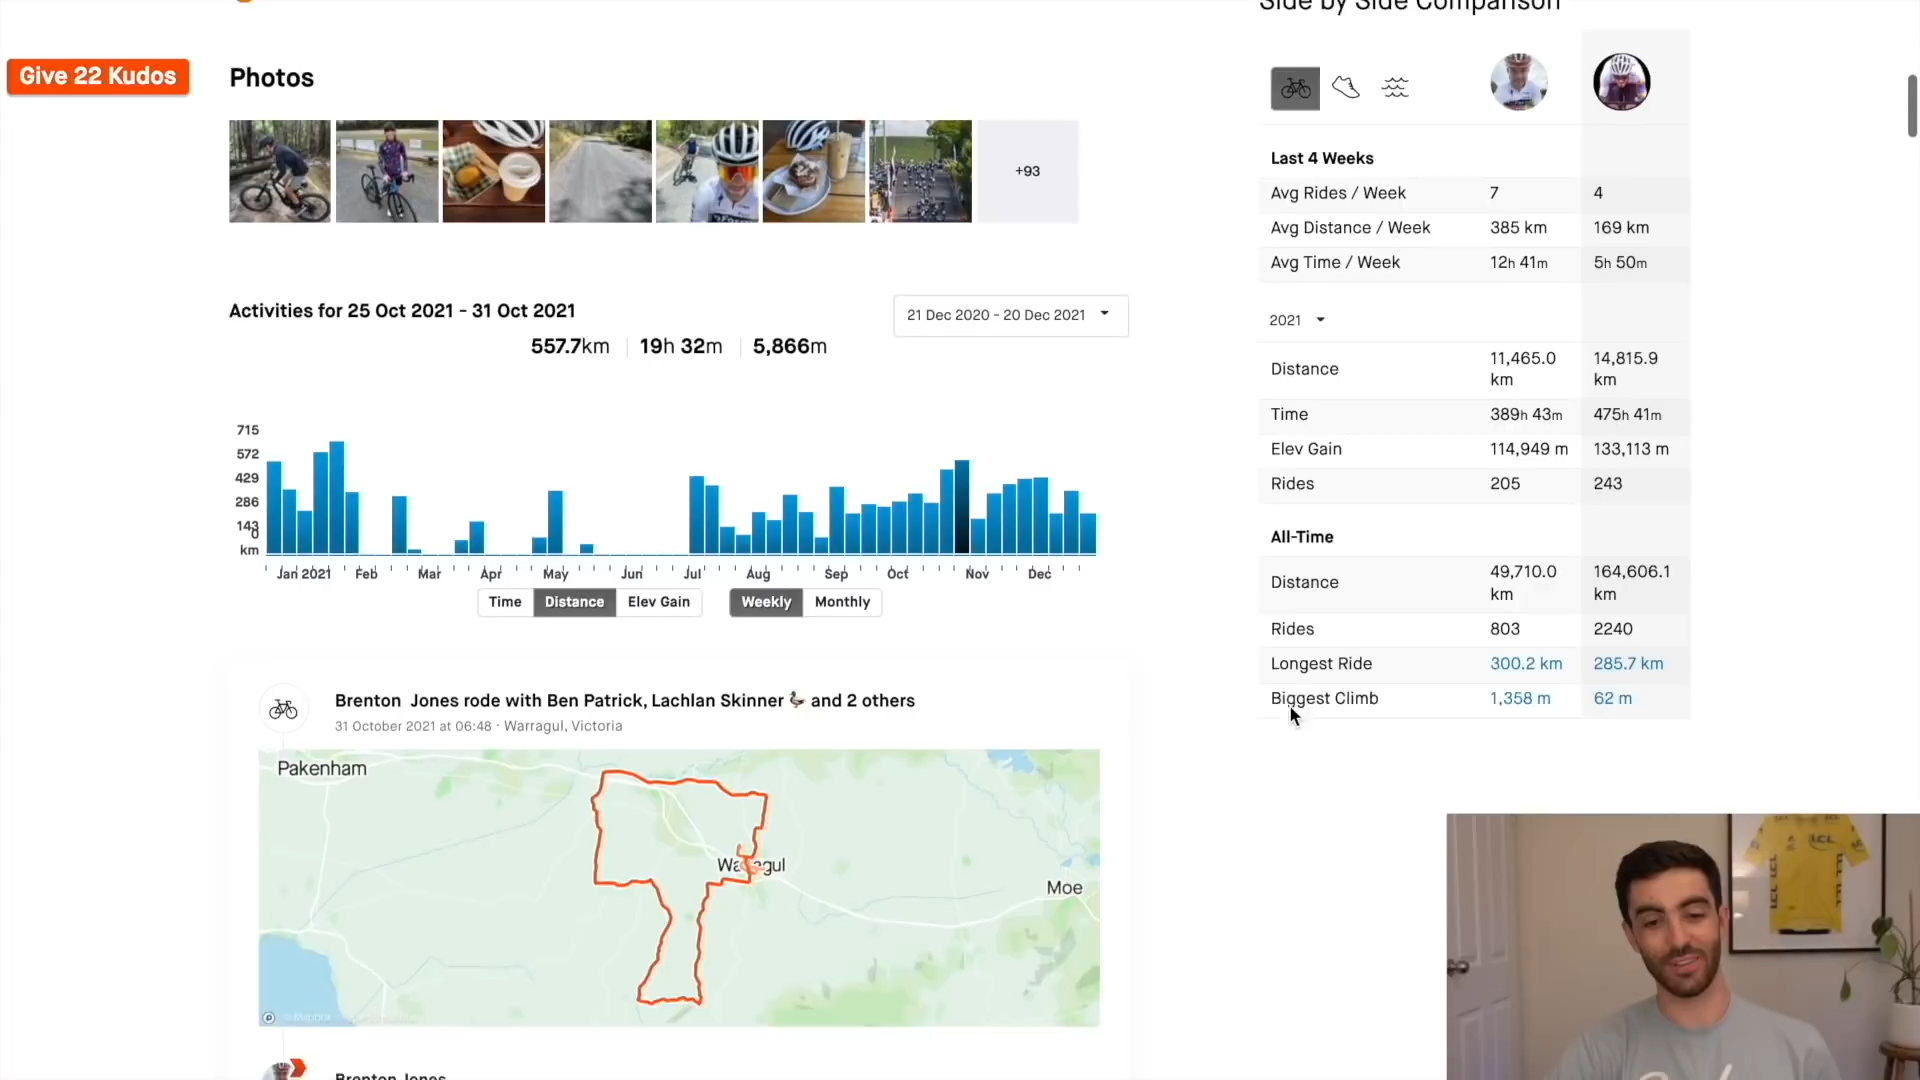 Side by Side Comparison
Give 22 Kudos
Photos
+93
Last 4 Weeks
Avg Rides / Week 7 4
Avg Distance / Week 385 km 169 km
Avg Time / Week 12h 41m 5h 50m
Activities for 25 Oct 2021 - 31 Oct 2021
21 Dec 2020 - 20 Dec 2021
557.7km 19h 32m 5,866m
2021
Distance 11,465.0 km 14,815.9 km
Time 389h 43m 475h 41m
Elev Gain 114,949 m 133,113 m
Rides 205 243
715
572
429
286
143
0
km
Jan 2021 Feb Mar Apr May Jun Jul Aug Sep Oct Nov Dec
Time Distance Elev Gain Weekly Monthly
All-Time
Distance 49,710.0 km 164,606.1 km
Rides 803 2240
Longest Ride 300.2 km 285.7 km
Biggest Climb 1,358 m 62 m
Brenton Jones rode with Ben Patrick, Lachlan Skinner 🦆 and 2 others
31 October 2021 at 06:48 · Warragul, Victoria
Pakenham
Warragul
Moe
Brenton Jones
LCL
LCL
LCL